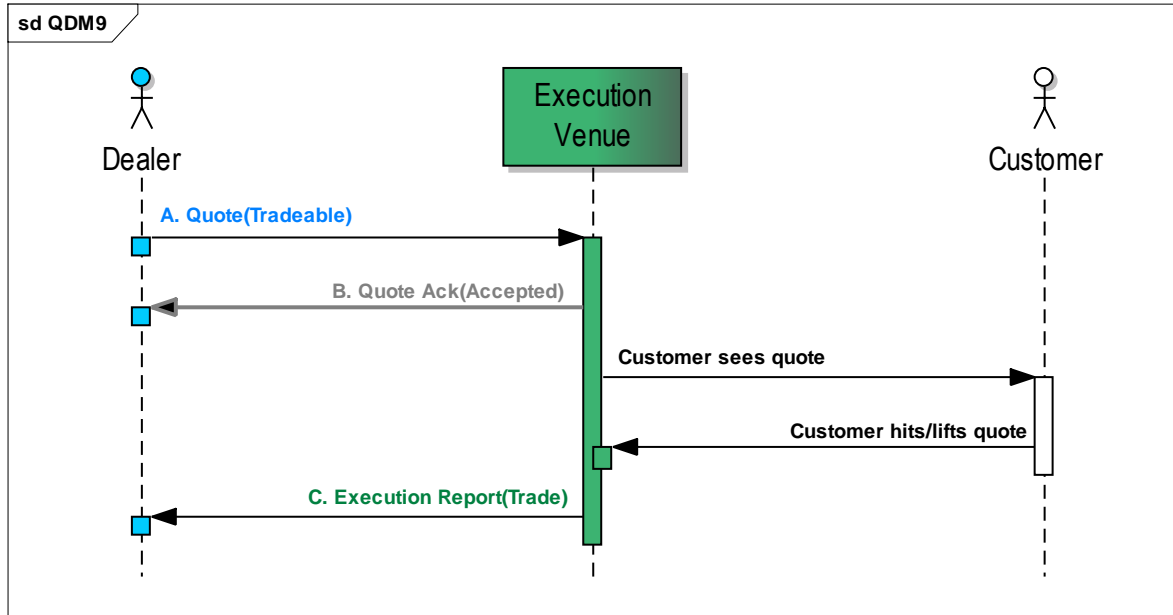 sd QDM9
Execution
Venue
Dealer
Customer
A. Quote(Tradeable)
B. Quote Ack(Accepted)
Customer sees quote
Customer hits/lifts quote
C. Execution Report(Trade)